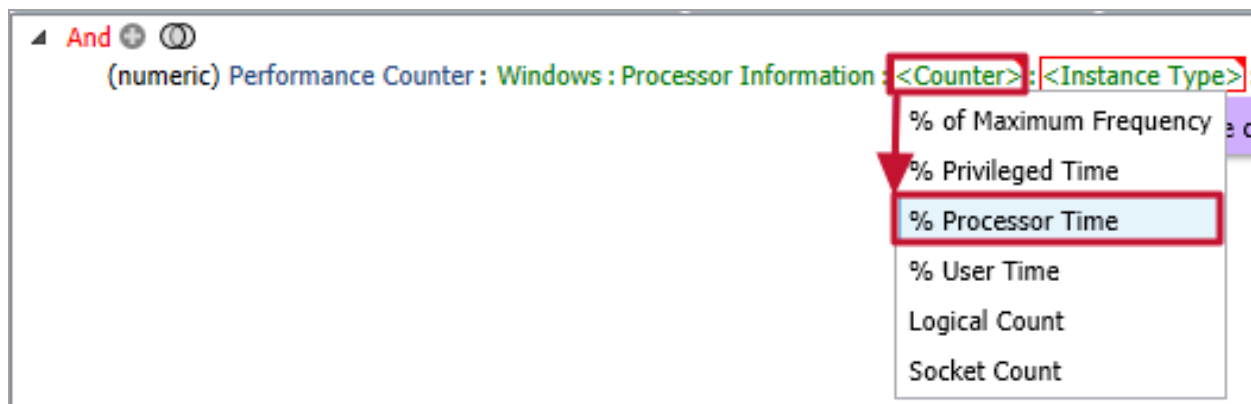 And
(numeric) Performance Counter : Windows : Processor Information : <Counter> : <Instance Type>
% of Maximum Frequency
% Privileged Time
% Processor Time
% User Time
Logical Count
Socket Count